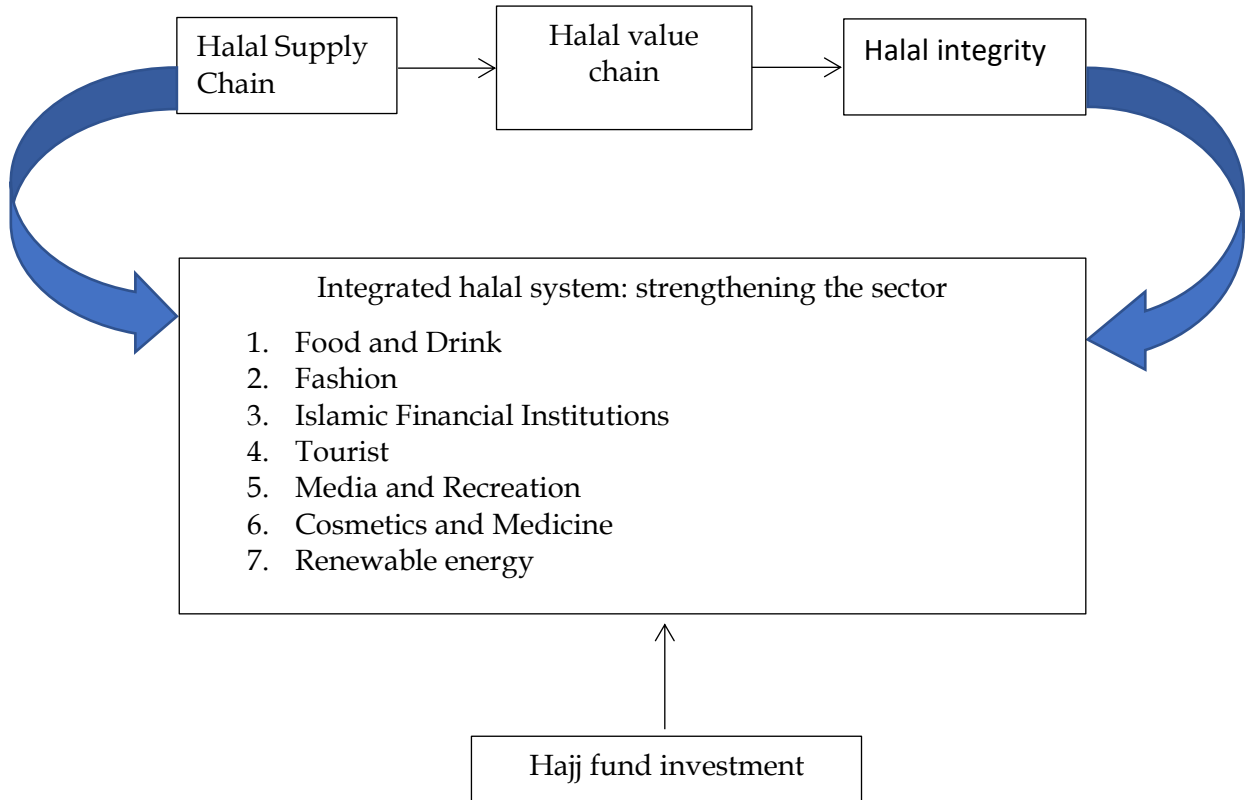 Halal Supply
Chain
Halal value
chain
Halal integrity
Integrated halal system: strengthening the sector
1. Food and Drink
2. Fashion
3. Islamic Financial Institutions
4. Tourist
5. Media and Recreation
6. Cosmetics and Medicine
7. Renewable energy
Hajj fund investment